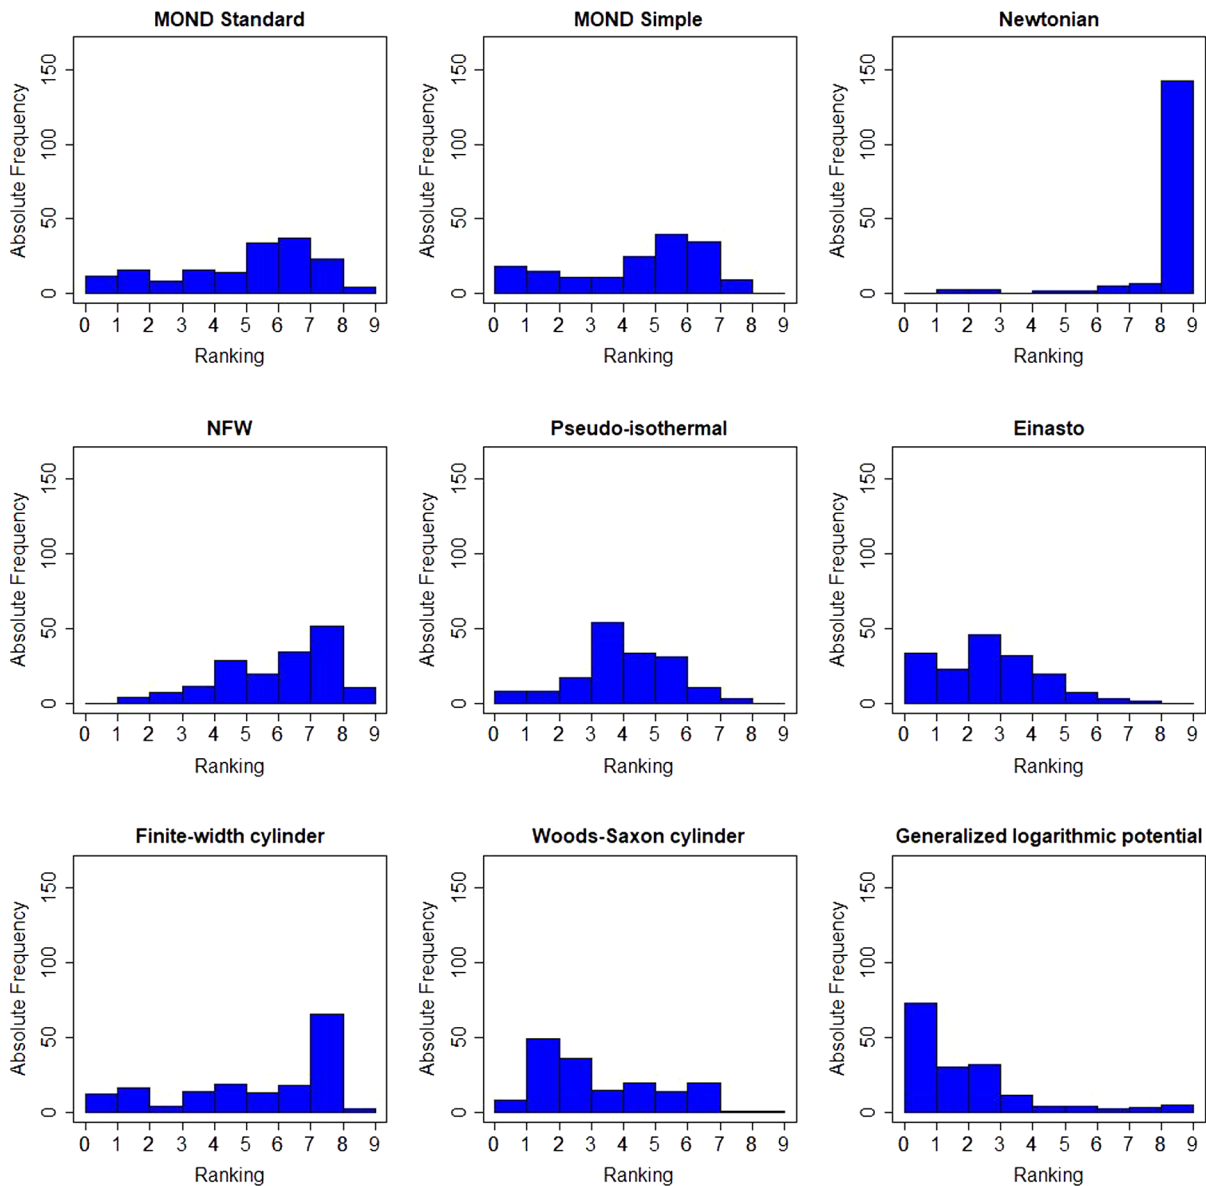 MOND Standard
Absolute Frequency
0 50 100 150
0 1 2 3 4 5 6 7 8 9
Ranking
MOND Simple
Absolute Frequency
0 50 100 150
0 1 2 3 4 5 6 7 8 9
Ranking
Newtonian
Absolute Frequency
0 50 100 150
0 1 2 3 4 5 6 7 8 9
Ranking
NFW
Absolute Frequency
0 50 100 150
0 1 2 3 4 5 6 7 8 9
Ranking
Pseudo-isothermal
Absolute Frequency
0 50 100 150
0 1 2 3 4 5 6 7 8 9
Ranking
Einasto
Absolute Frequency
0 50 100 150
0 1 2 3 4 5 6 7 8 9
Ranking
Finite-width cylinder
Absolute Frequency
0 50 100 150
0 1 2 3 4 5 6 7 8 9
Ranking
Woods-Saxon cylinder
Absolute Frequency
0 50 100 150
0 1 2 3 4 5 6 7 8 9
Ranking
Generalized logarithmic potential
Absolute Frequency
0 50 100 150
0 1 2 3 4 5 6 7 8 9
Ranking